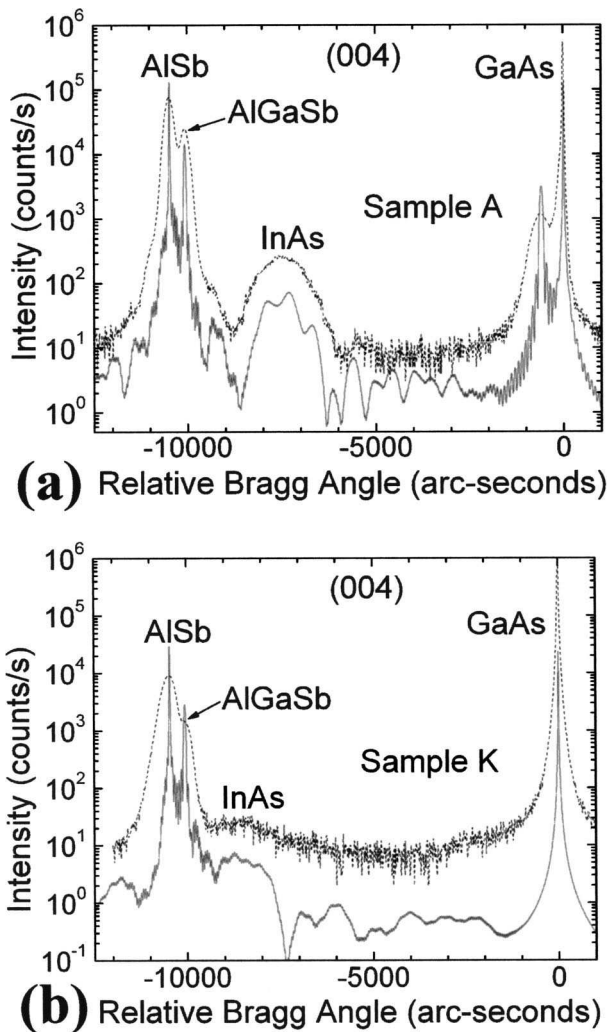 10^6
10^5
10^4
10^3
10^2
10^1
10^0
Intensity (counts/s)
(004)
AlSb
AlGaSb
InAs
Sample A
GaAs
-10000 -5000 0
(a) Relative Bragg Angle (arc-seconds)
10^6
10^5
10^4
10^3
10^2
10^1
10^0
10^-1
Intensity (counts/s)
(004)
AlSb
AlGaSb
InAs
Sample K
GaAs
-10000 -5000 0
(b) Relative Bragg Angle (arc-seconds)